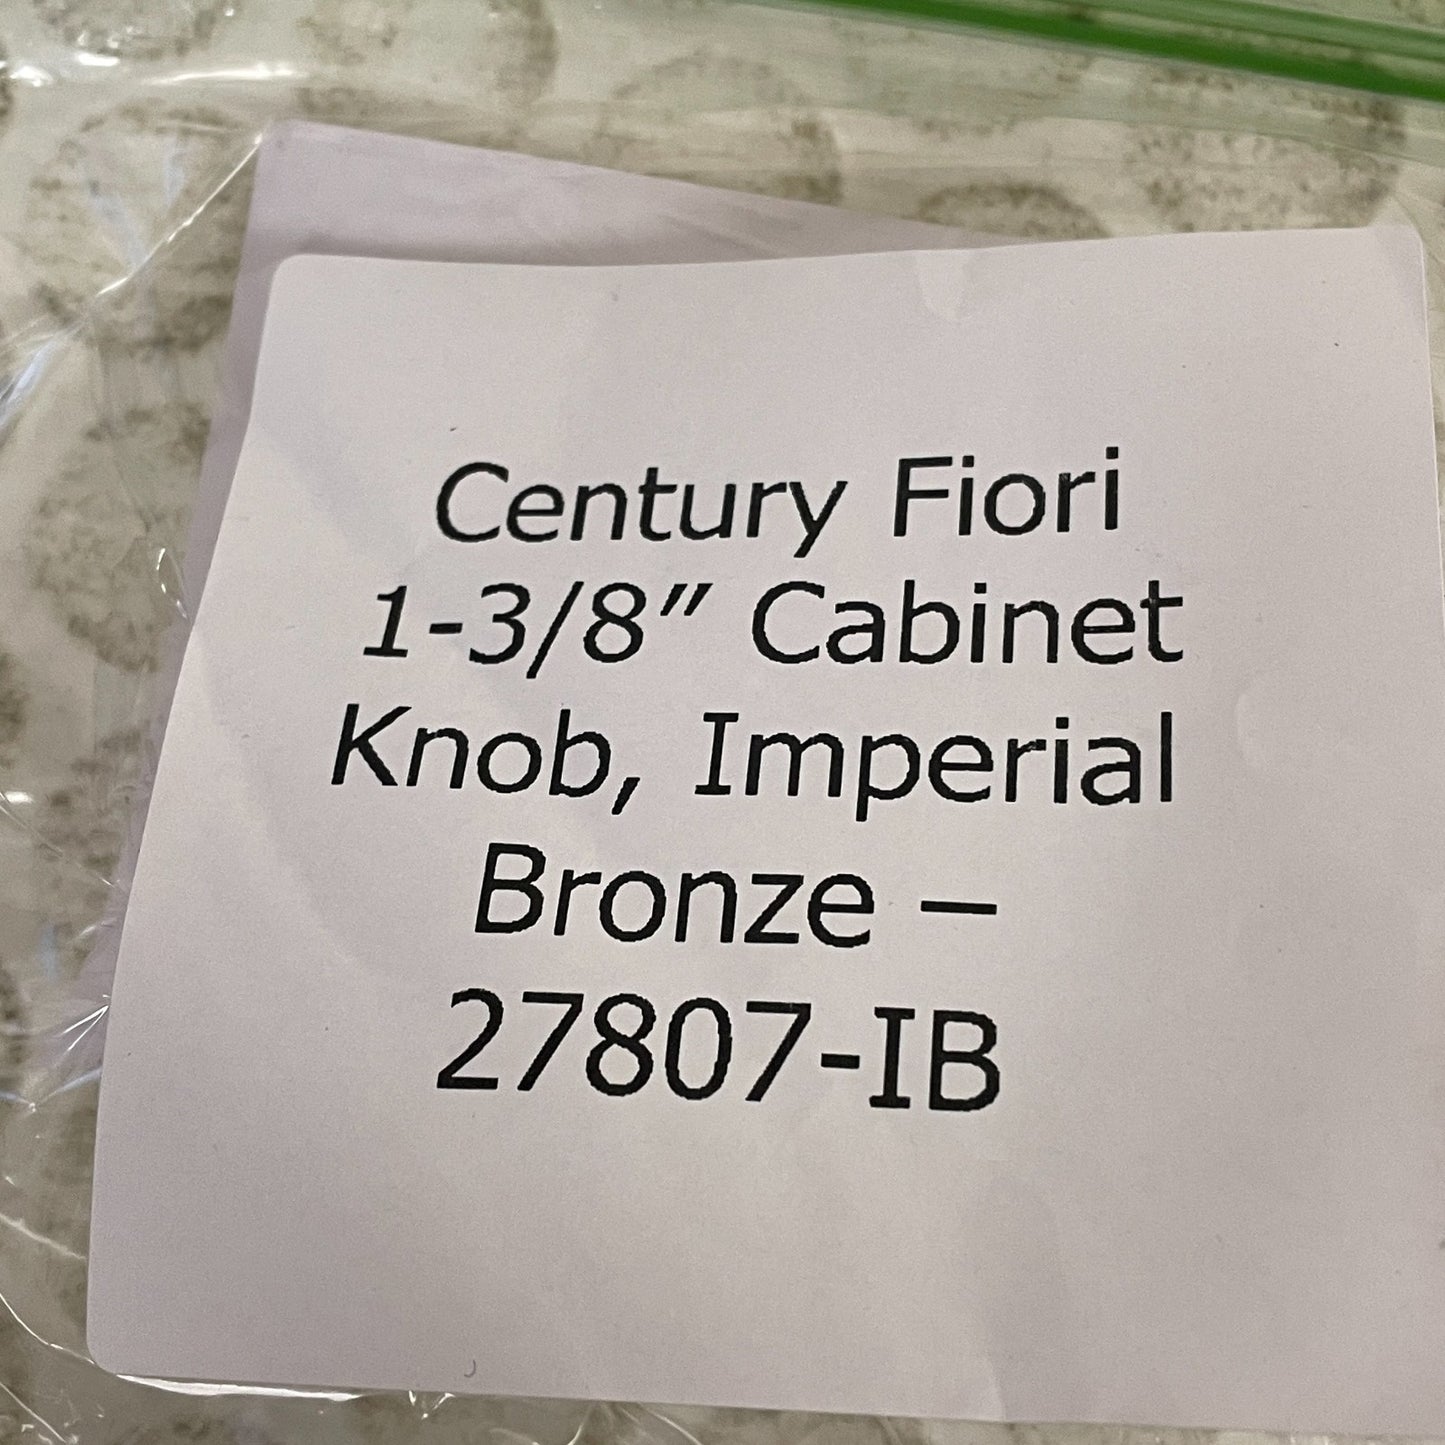 Century Fiori
1-3/8" Cabinet
Knob, Imperial
Bronze –
27807-IB